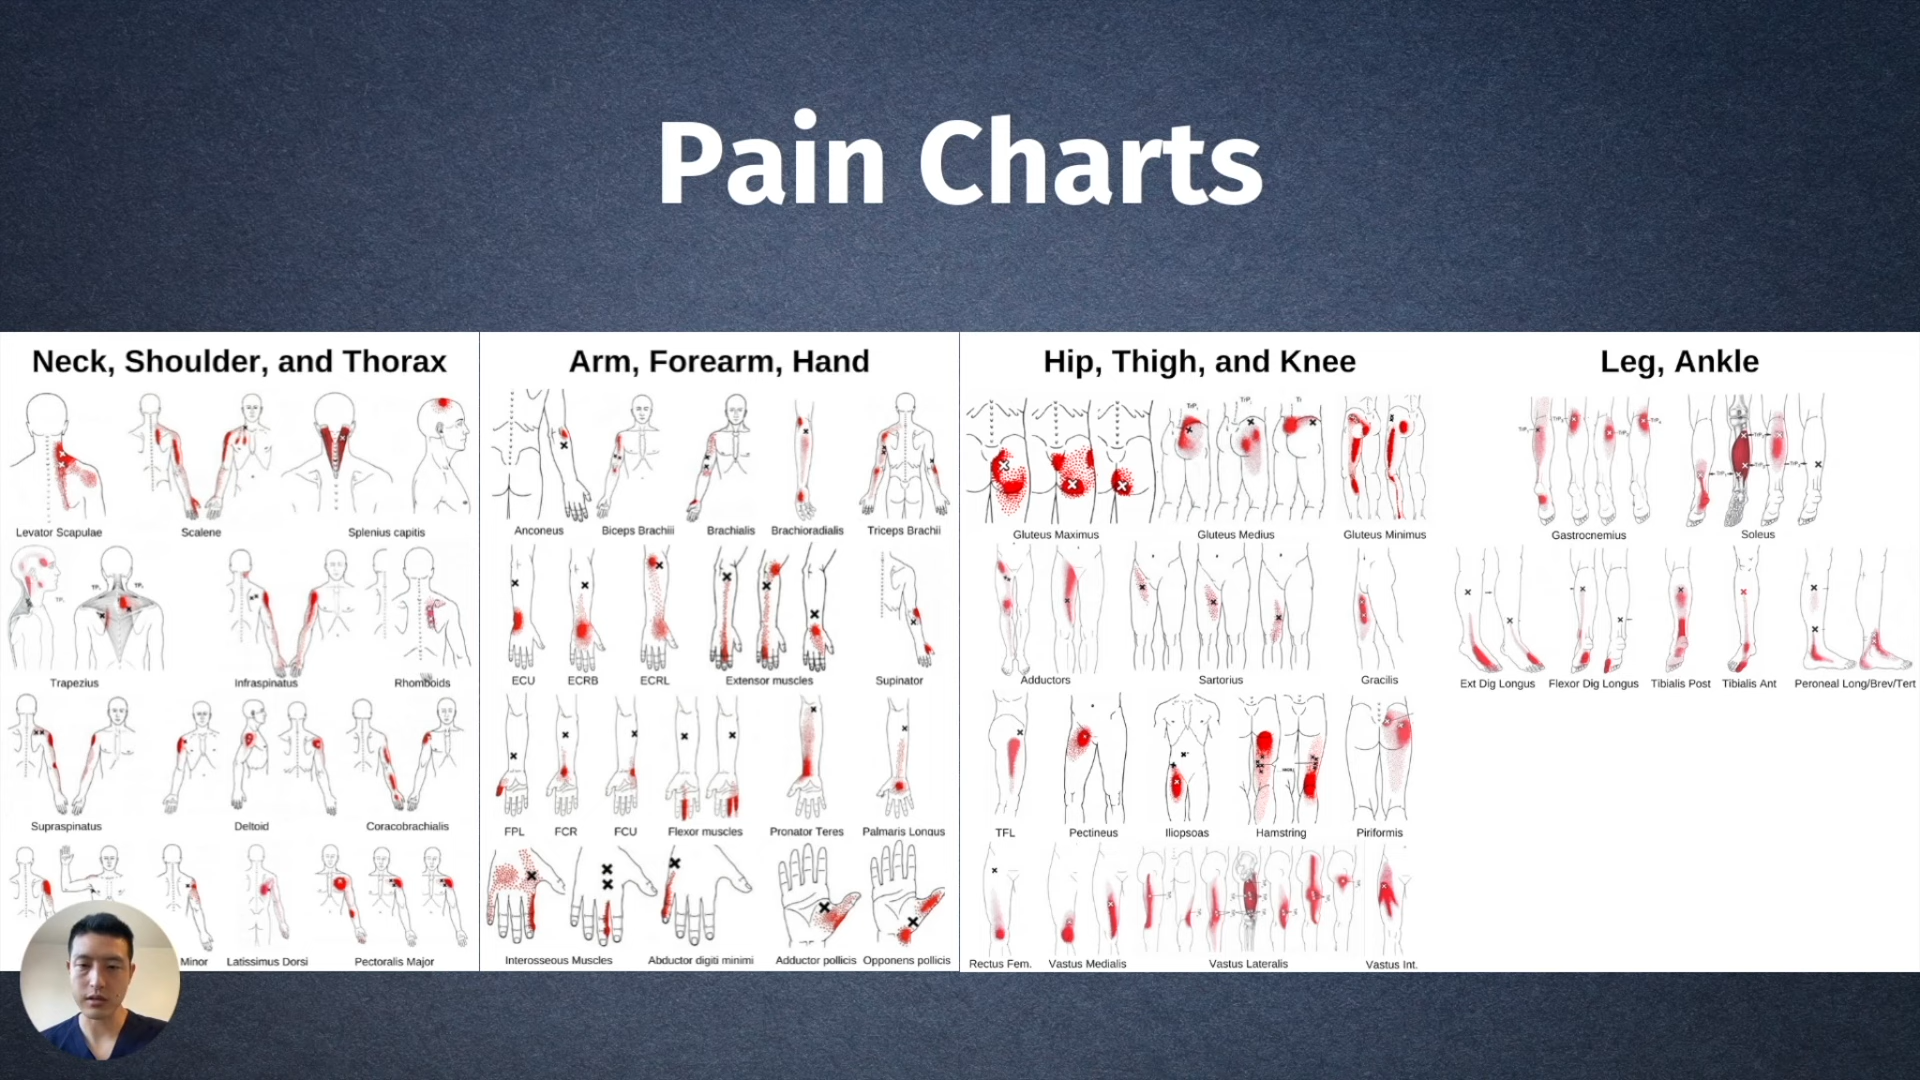 Pain Charts
Neck, Shoulder, and Thorax
Levator Scapulae
Scalene
Splenius capitis
Trapezius
Infraspinatus
Rhomboids
Supraspinatus
Deltoid
Coracobrachialis
Minor
Latissimus Dorsi
Pectoralis Major
Arm, Forearm, Hand
Anconeus
Biceps Brachiii
Brachialis
Brachioradialis
Triceps Brachii
ECU
ECRB
ECRL
Extensor muscles
Supinator
FPL
FCR
FCU
Flexor muscles
Pronator Teres
Palmaris Longus
Interosseous Muscles
Abductor digiti minimi
Adductor pollicis
Opponens pollicis
Hip, Thigh, and Knee
Gluteus Maximus
Gluteus Medius
Gluteus Minimus
Adductors
Sartorius
Gracilis
TFL
Pectineus
Iliopsoas
Hamstring
Piriformis
Rectus Fem.
Vastus Medialis
Vastus Lateralis
Vastus Int.
Leg, Ankle
Gastrocnemius
Soleus
Ext Dig Longus
Flexor Dig Longus
Tibialis Post
Tibialis Ant
Peroneal Long/Brev/Tert